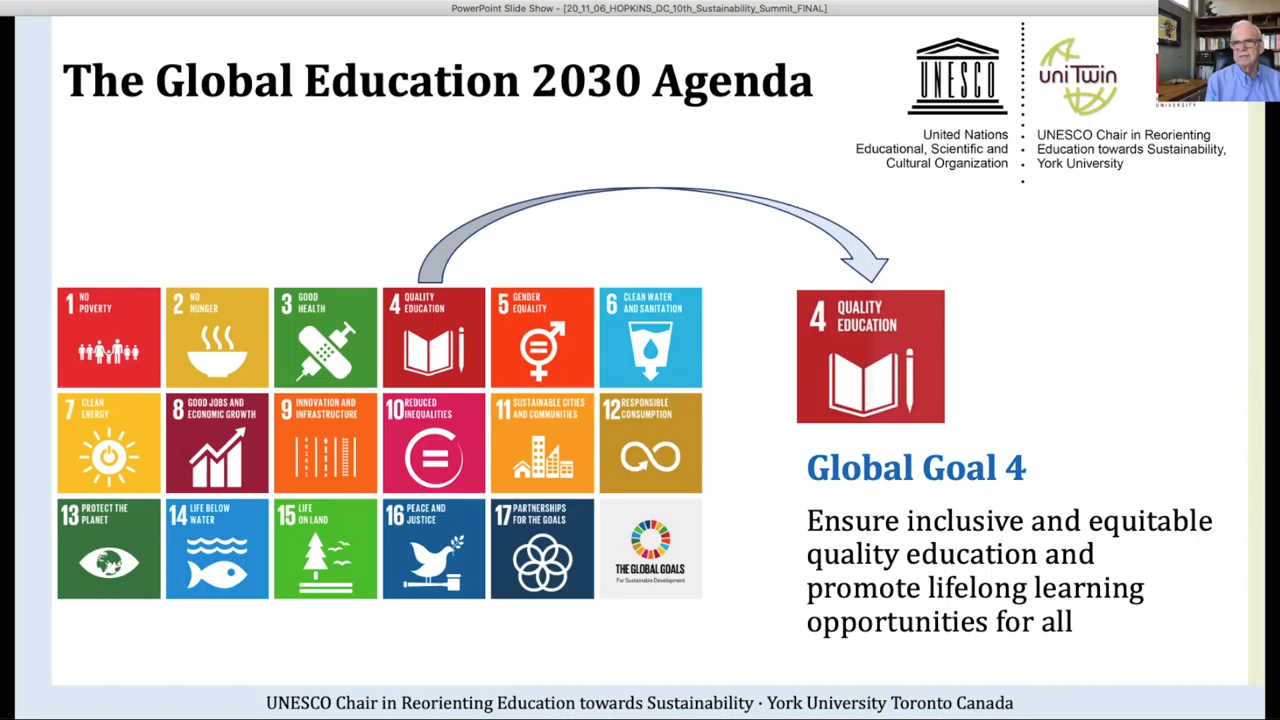 PowerPoint Slide Show - [20_11_06_HOPKINS_DC_10th_Sustainability_Summit_FINAL]
The Global Education 2030 Agenda
UNESCO
United Nations
Educational, Scientific and
Cultural Organization
uniTwin
UNIVERSITY
UNESCO Chair in Reorienting
Education towards Sustainability,
York University
1 NO
POVERTY
2 NO
HUNGER
3 GOOD
HEALTH
4 QUALITY
EDUCATION
5 GENDER
EQUALITY
6 CLEAN WATER
AND SANITATION
7 CLEAN
ENERGY
8 GOOD JOBS AND
ECONOMIC GROWTH
9 INNOVATION AND
INFRASTRUCTURE
10 REDUCED
INEQUALITIES
11 SUSTAINABLE CITIES
AND COMMUNITIES
12 RESPONSIBLE
CONSUMPTION
13 PROTECT THE
PLANET
14 LIFE BELOW
WATER
15 LIFE
ON LAND
16 PEACE AND
JUSTICE
17 PARTNERSHIPS
FOR THE GOALS
THE GLOBAL GOALS
For Sustainable Development
4 QUALITY
EDUCATION
Global Goal 4
Ensure inclusive and equitable
quality education and
promote lifelong learning
opportunities for all
UNESCO Chair in Reorienting Education towards Sustainability · York University Toronto Canada